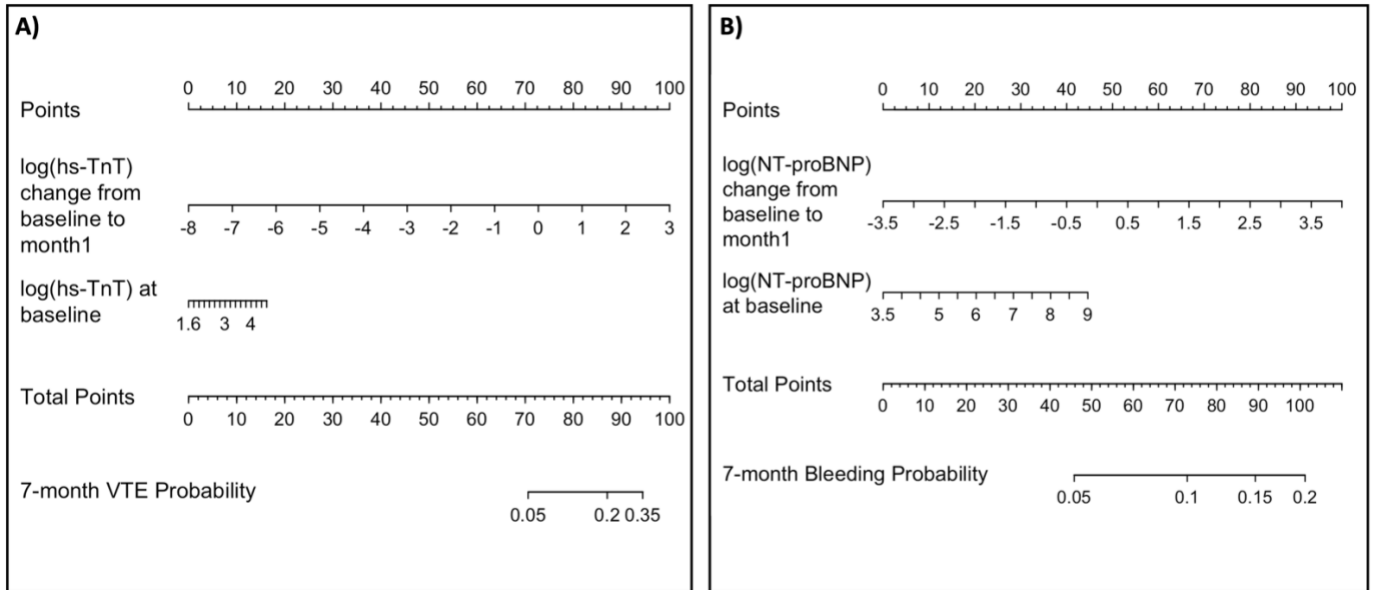 A)
0 10 20 30 40 50 60 70 80 90 100
Points
log(hs-TnT)
change from
baseline to
month1
-8 -7 -6 -5 -4 -3 -2 -1 0 1 2 3
log(hs-TnT) at
baseline
1.6 3 4
Total Points
0 10 20 30 40 50 60 70 80 90 100
7-month VTE Probability
0.05 0.2 0.35
B)
0 10 20 30 40 50 60 70 80 90 100
Points
log(NT-proBNP)
change from
baseline to
month1
-3.5 -2.5 -1.5 -0.5 0.5 1.5 2.5 3.5
log(NT-proBNP)
at baseline
3.5 5 6 7 8 9
Total Points
0 10 20 30 40 50 60 70 80 90 100
7-month Bleeding Probability
0.05 0.1 0.15 0.2